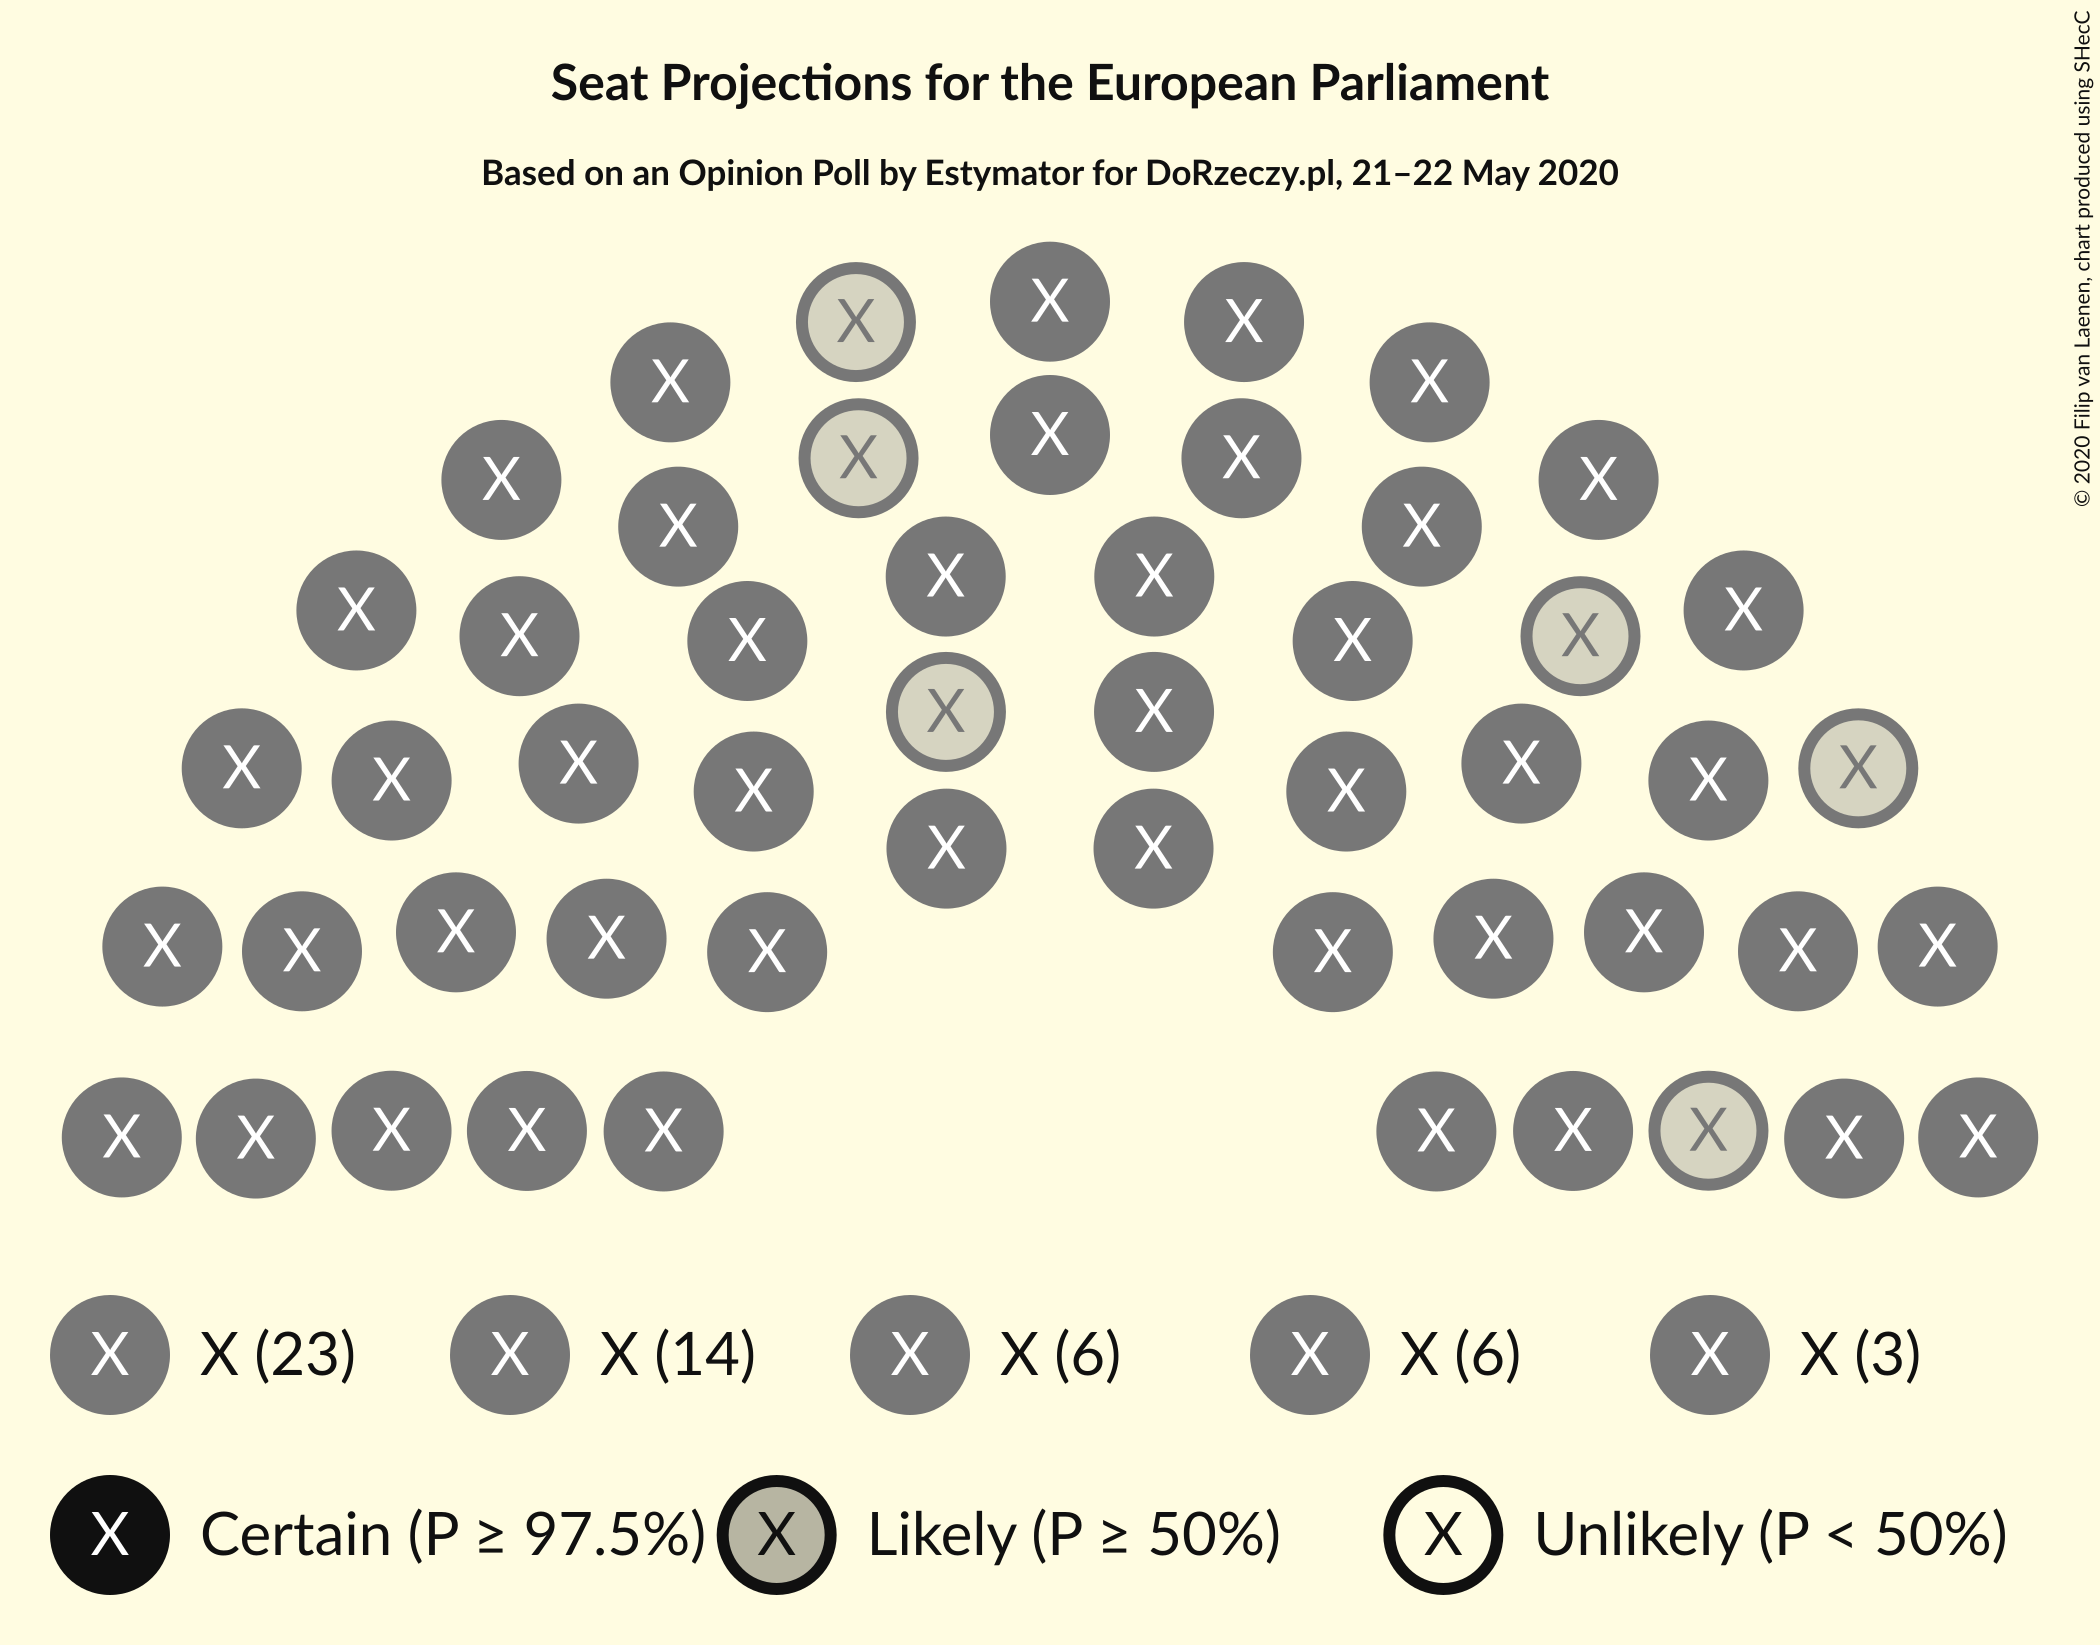 Seat Projections for the European Parliament
Based on an Opinion Poll by Estymator for DoRzeczy.pl, 21–22 May 2020
© 2020 Filip van Laenen, chart produced using SHecC
X X X
X X
X X X X
X X
X X
X X
X X X X
X X
X X X X
X X
X X X X
X X
X X
X X
X X
X X
X X
X X
X X
X X
X X X X X X X X X X
X X (23) X X (14) X X (6) X X (6) X X (3)
X Certain (P ≥ 97.5%) X Likely (P ≥ 50%) X Unlikely (P < 50%)